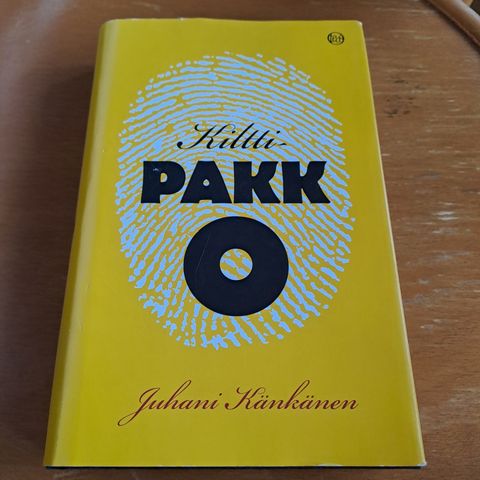 Kiltti-
PAKK
O
Juhani Känkänen